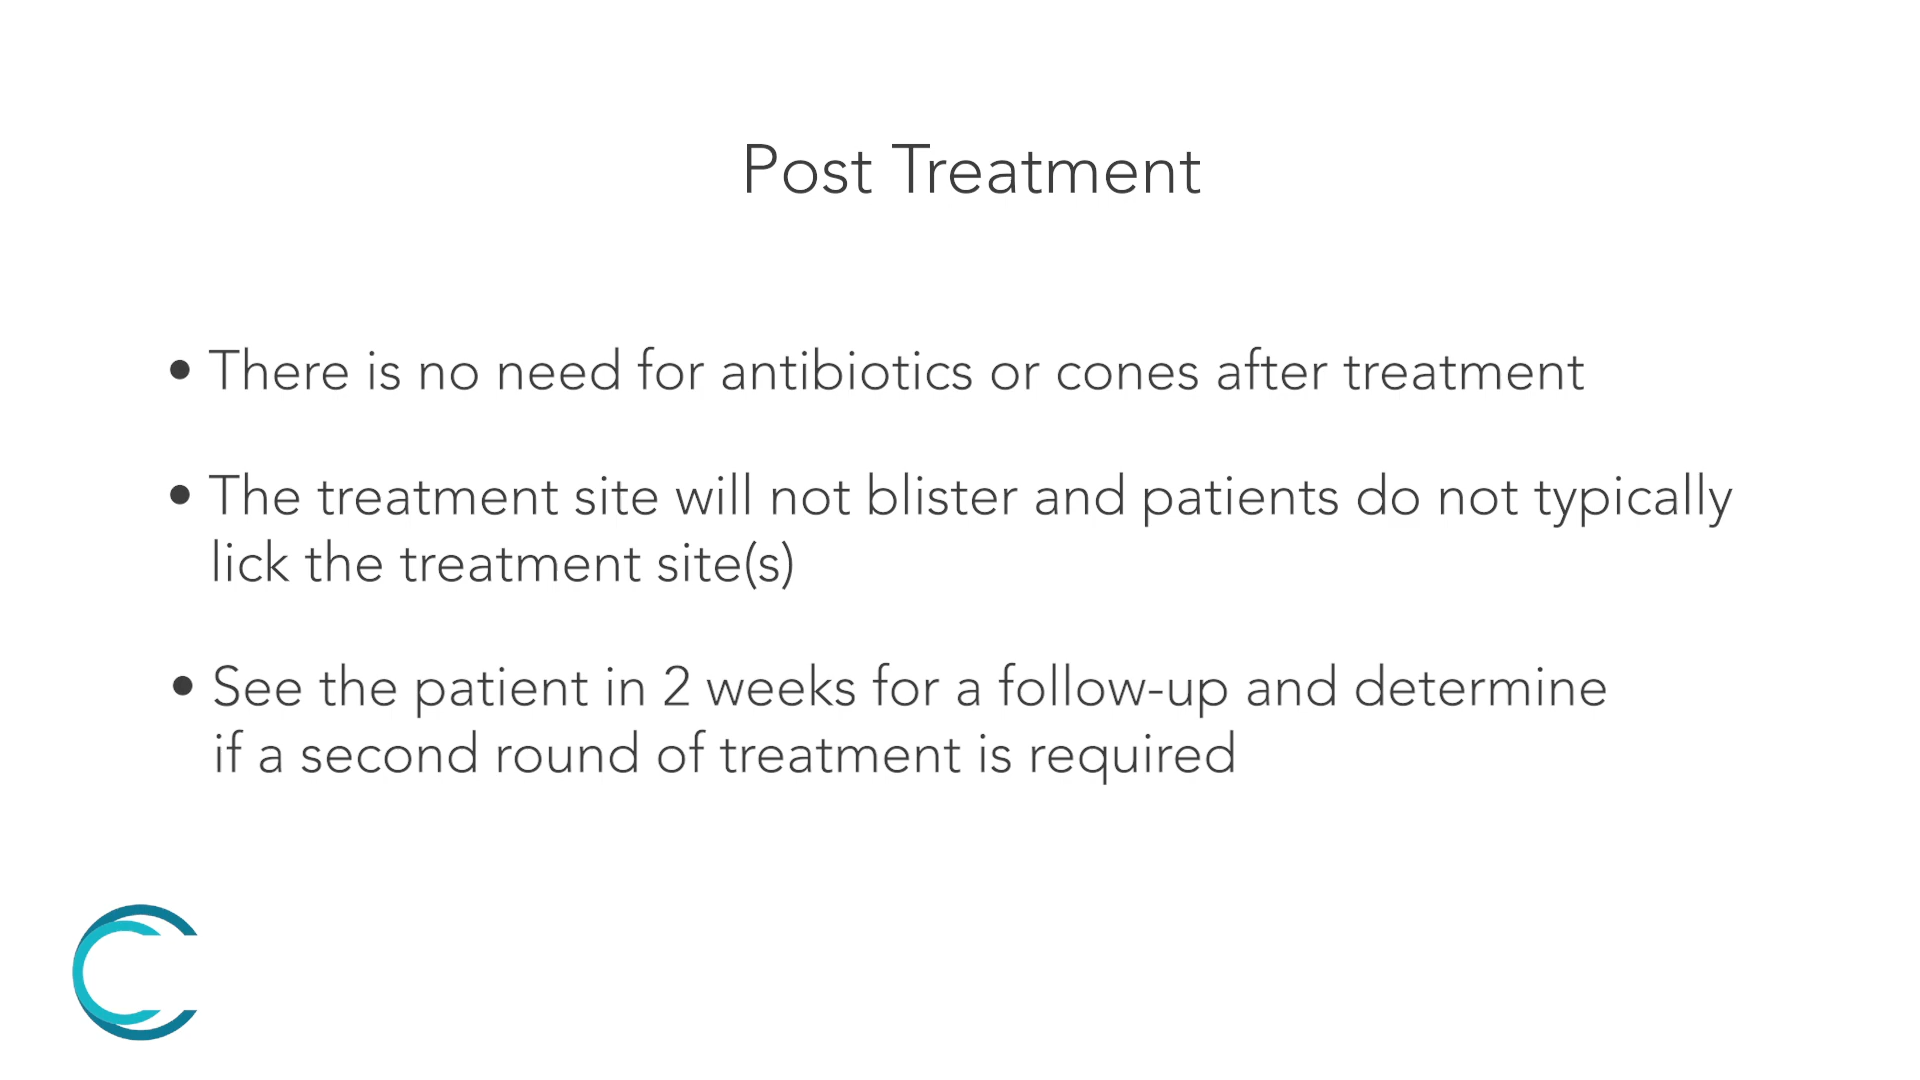 Post Treatment
• There is no need for antibiotics or cones after treatment
• The treatment site will not blister and patients do not typically
lick the treatment site(s)
• See the patient in 2 weeks for a follow-up and determine
if a second round of treatment is required